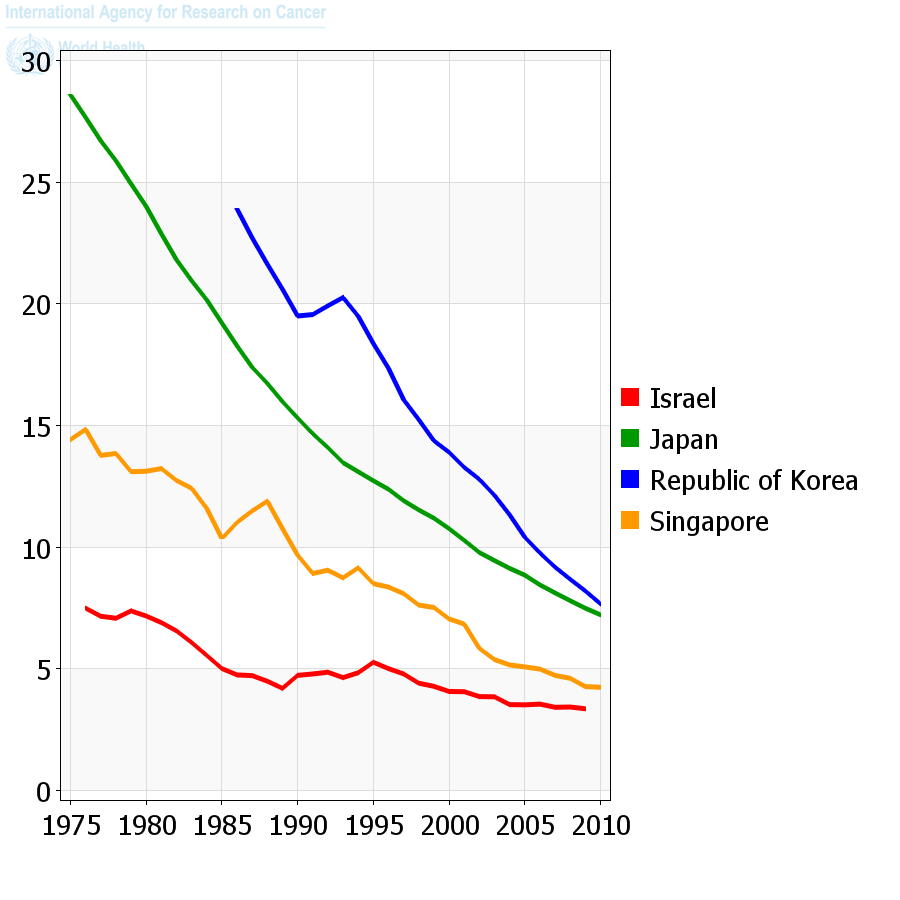 International Agency for Research on Cancer
World Health
30
25
20
15
10
5
0
1975 1980 1985 1990 1995 2000 2005 2010
Israel
Japan
Republic of Korea
Singapore